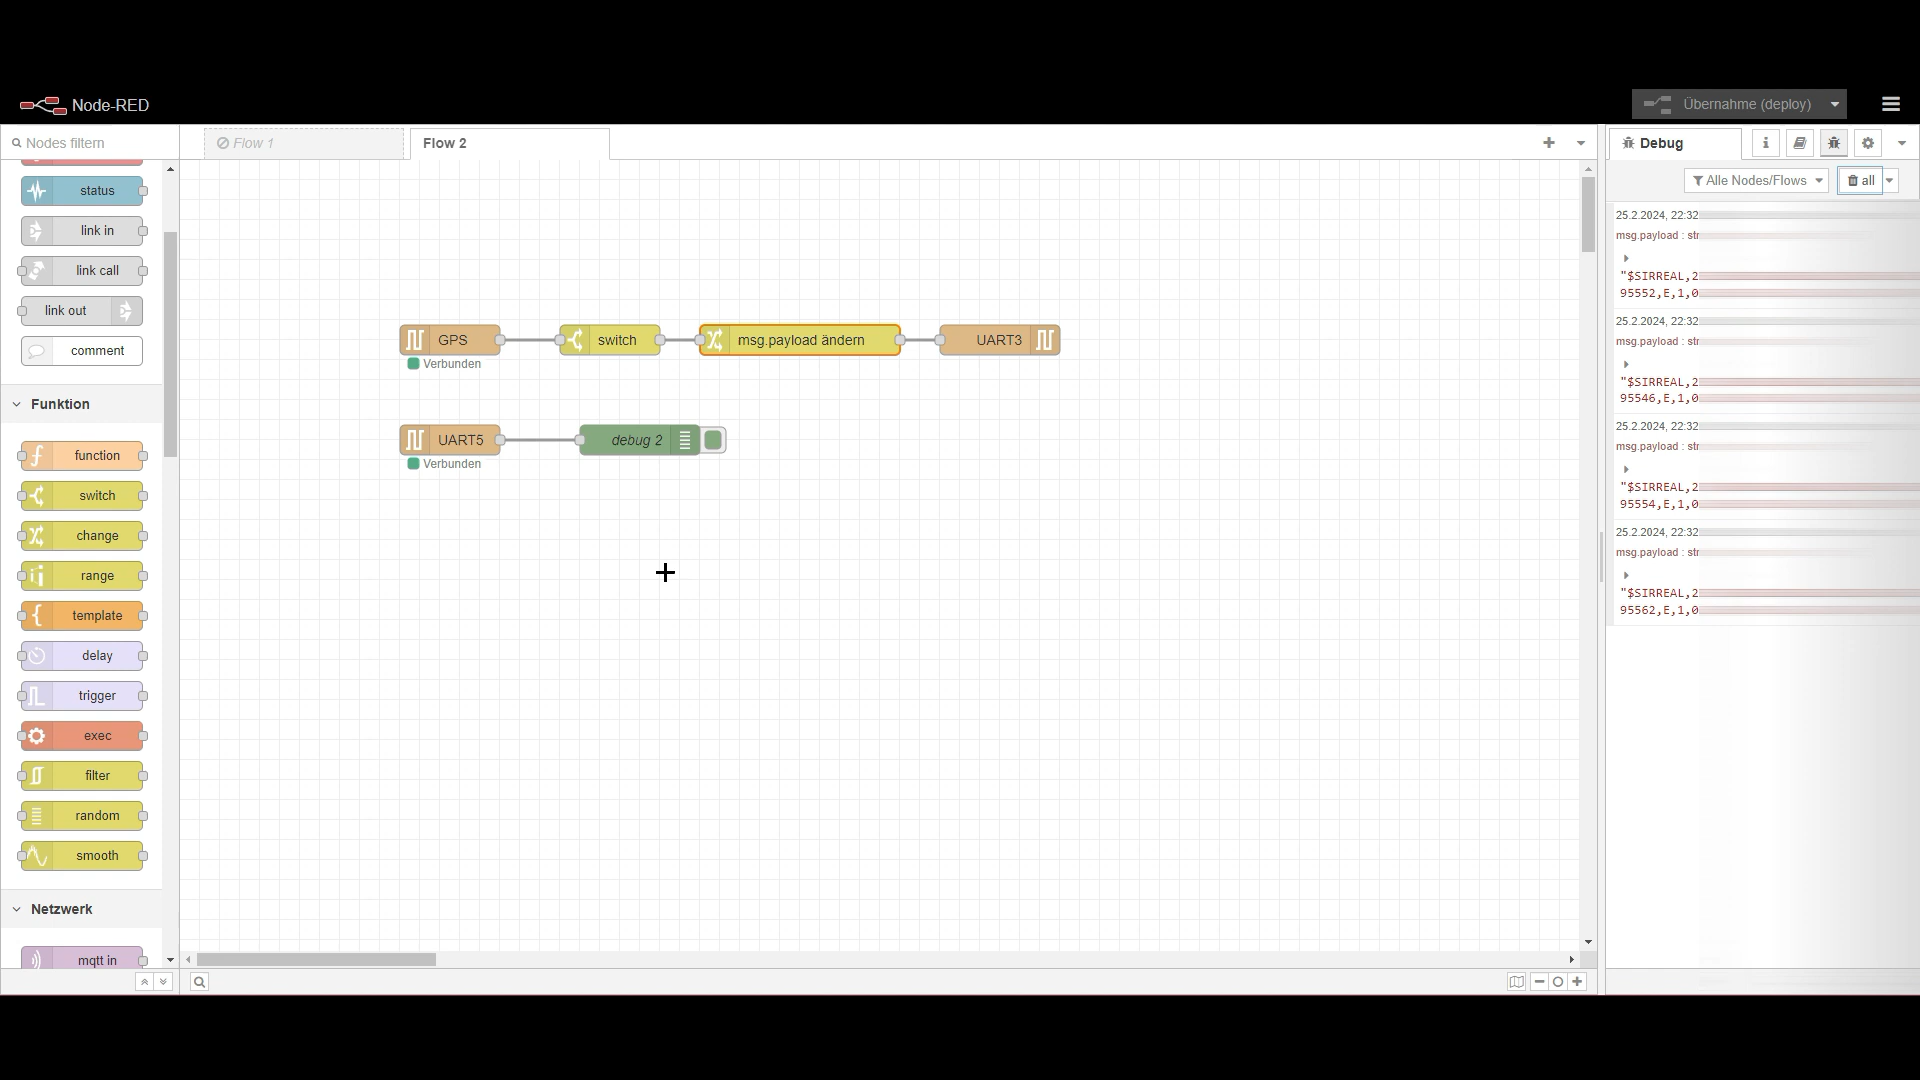 Node-RED
Übernahme (deploy)
Nodes filtern
Flow 1
Flow 2
Debug
i
Alle Nodes/Flows
all
status
link in
link call
link out
comment
Funktion
function
switch
change
range
template
delay
trigger
exec
filter
random
smooth
Netzwerk
mqtt in
GPS
Verbunden
switch
msg.payload ändern
UART3
UART5
Verbunden
debug 2
25.2.2024, 22:32
msg.payload : str
"$SIRREAL,2
95552,E,1,0
25.2.2024, 22:32
msg.payload : str
"$SIRREAL,2
95546,E,1,0
25.2.2024, 22:32
msg.payload : str
"$SIRREAL,2
95554,E,1,0
25.2.2024, 22:32
msg.payload : str
"$SIRREAL,2
95562,E,1,0